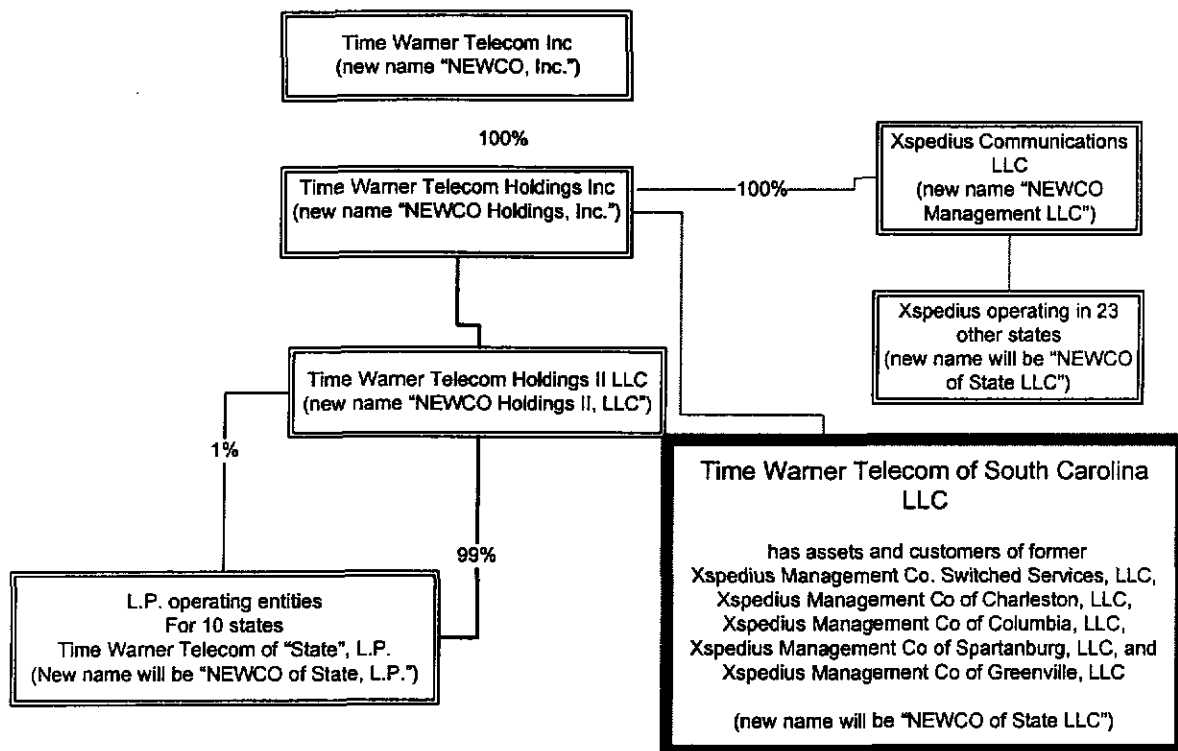 Time Warner Telecom Inc
(new name "NEWCO, Inc.")
100%
Time Warner Telecom Holdings Inc
(new name "NEWCO Holdings, Inc.")
100%
Xspedius Communications
LLC
(new name "NEWCO
Management LLC")
Xspedius operating in 23
other states
(new name will be "NEWCO
of State LLC")
Time Warner Telecom Holdings II LLC
(new name "NEWCO Holdings II, LLC")
1%
99%
L.P. operating entities
For 10 states
Time Warner Telecom of "State", L.P.
(New name will be "NEWCO of State, L.P.")
Time Warner Telecom of South Carolina
LLC
has assets and customers of former
Xspedius Management Co. Switched Services, LLC,
Xspedius Management Co of Charleston, LLC,
Xspedius Management Co of Columbia, LLC,
Xspedius Management Co of Spartanburg, LLC, and
Xspedius Management Co of Greenville, LLC
(new name will be "NEWCO of State LLC")